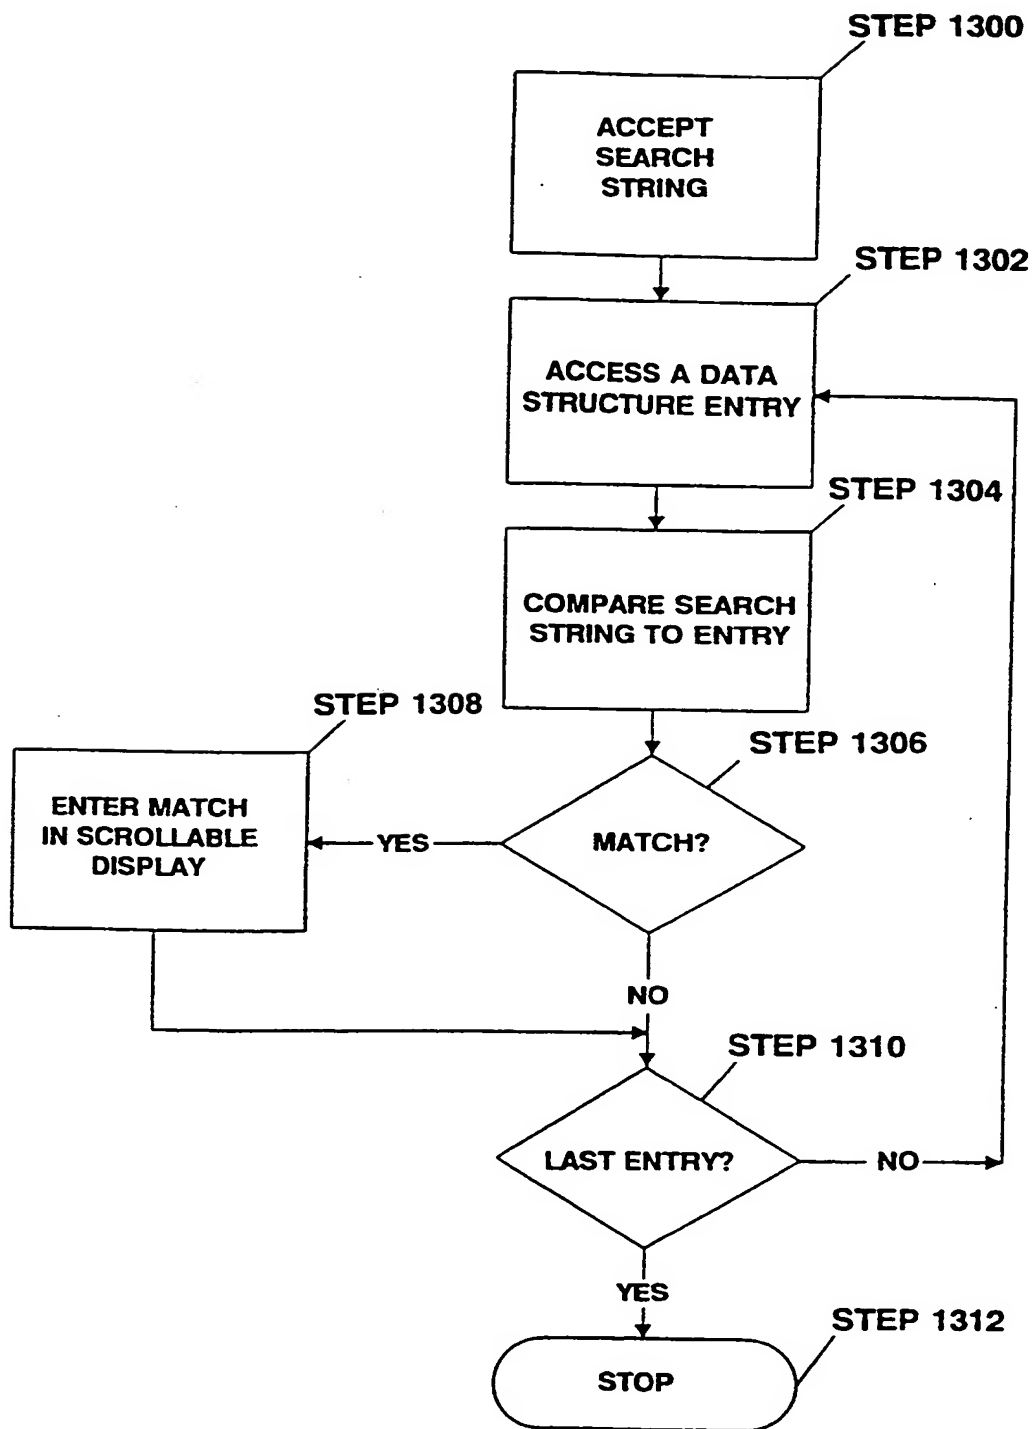 STEP 1300
ACCEPT
SEARCH
STRING
STEP 1302
ACCESS A DATA
STRUCTURE ENTRY
STEP 1304
COMPARE SEARCH
STRING TO ENTRY
STEP 1308
STEP 1306
ENTER MATCH
IN SCROLLABLE
DISPLAY
YES
MATCH?
NO
STEP 1310
LAST ENTRY?
NO
YES
STEP 1312
STOP